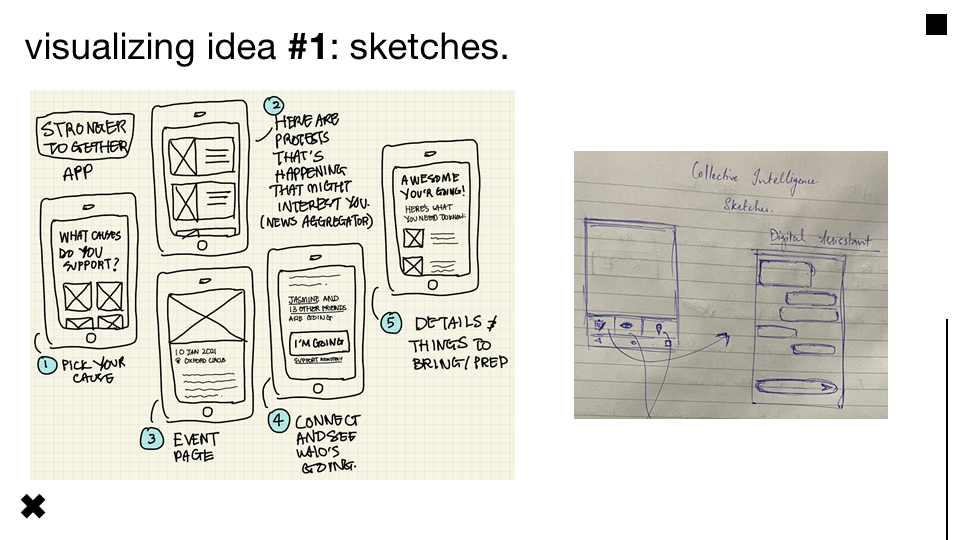 visualizing idea #1: sketches.
STRONGER
TOGETHER
APP
WHAT CAUSES
DO YOU
SUPPORT?
1 PICK YOUR
CAUSE
2
HERE ARE
PROTESTS
THAT'S
HAPPENING
THAT MIGHT
INTEREST YOU.
(NEWS AGGREGATOR)
10 JAN 2021
OXFORD CIRCUS
3 EVENT
PAGE
JASMINE AND
13 OTHER FRIENDS
ARE GOING
I'M GOING
SUPPORT REMOTELY
4 CONNECT
AND SEE
WHO'S
GOING.
AWESOME
YOU'R GOING!
HERE'S WHAT
YOU NEED TO KNOW:
5 DETAILS &
THINGS TO
BRING/PREP
Collective Intelligence
Sketches.
Digital Assistant